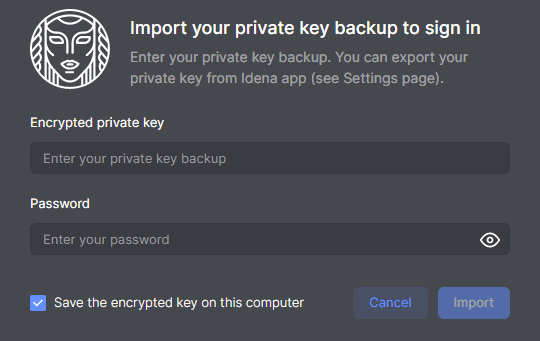 Import your private key backup to sign in
Enter your private key backup. You can export your
private key from Idena app (see Settings page).
Encrypted private key
Enter your private key backup
Password
Enter your password
Save the encrypted key on this computer
Cancel
Import